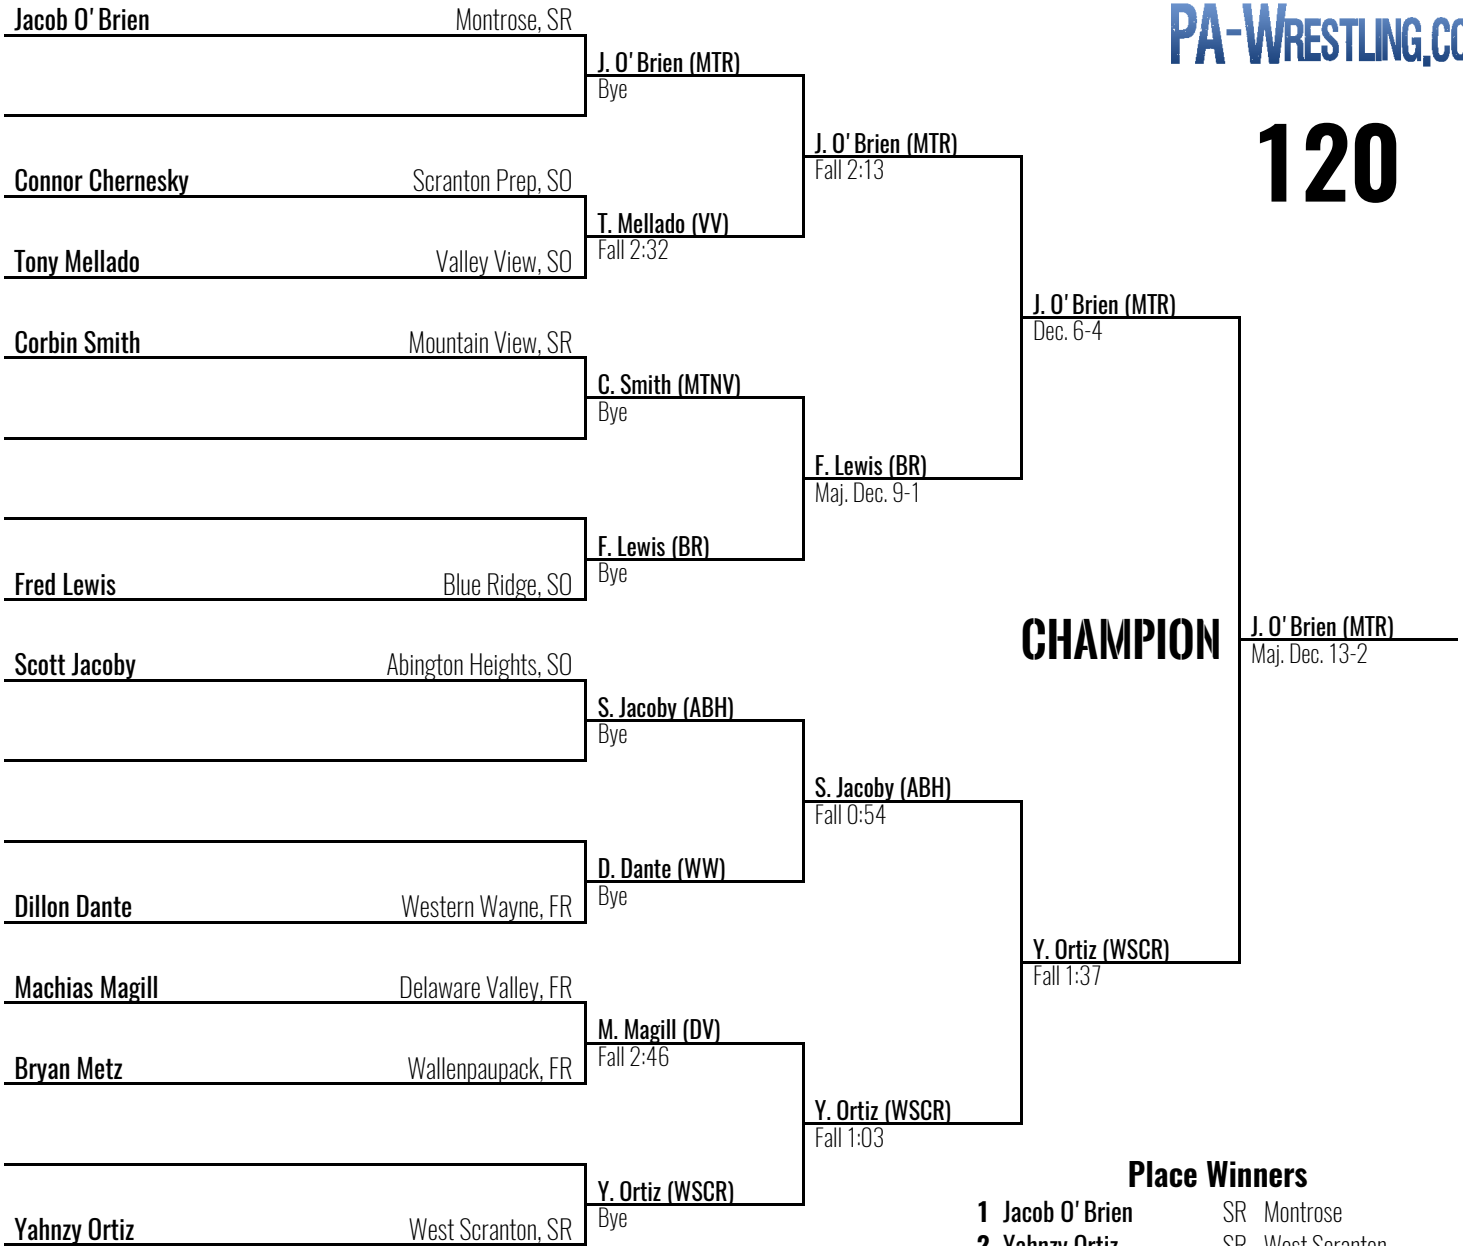 Jacob O'Brien Montrose, SR
PA-WRESTLING.CO
J. O'Brien (MTR)
Bye
120
J. O'Brien (MTR)
Fall 2:13
Connor Chernesky Scranton Prep, SO
T. Mellado (VV)
Fall 2:32
Tony Mellado Valley View, SO
J. O'Brien (MTR)
Dec. 6-4
Corbin Smith Mountain View, SR
C. Smith (MTNV)
Bye
F. Lewis (BR)
Maj. Dec. 9-1
F. Lewis (BR)
Bye
Fred Lewis Blue Ridge, SO
CHAMPION
J. O'Brien (MTR)
Maj. Dec. 13-2
Scott Jacoby Abington Heights, SO
S. Jacoby (ABH)
Bye
S. Jacoby (ABH)
Fall 0:54
D. Dante (WW)
Bye
Dillon Dante Western Wayne, FR
Y. Ortiz (WSCR)
Fall 1:37
Machias Magill Delaware Valley, FR
M. Magill (DV)
Fall 2:46
Bryan Metz Wallenpaupack, FR
Y. Ortiz (WSCR)
Fall 1:03
Y. Ortiz (WSCR)
Bye
Yahnzy Ortiz West Scranton, SR
Place Winners
1 Jacob O'Brien SR Montrose
2 Yahnzy Ortiz SR West Scranton